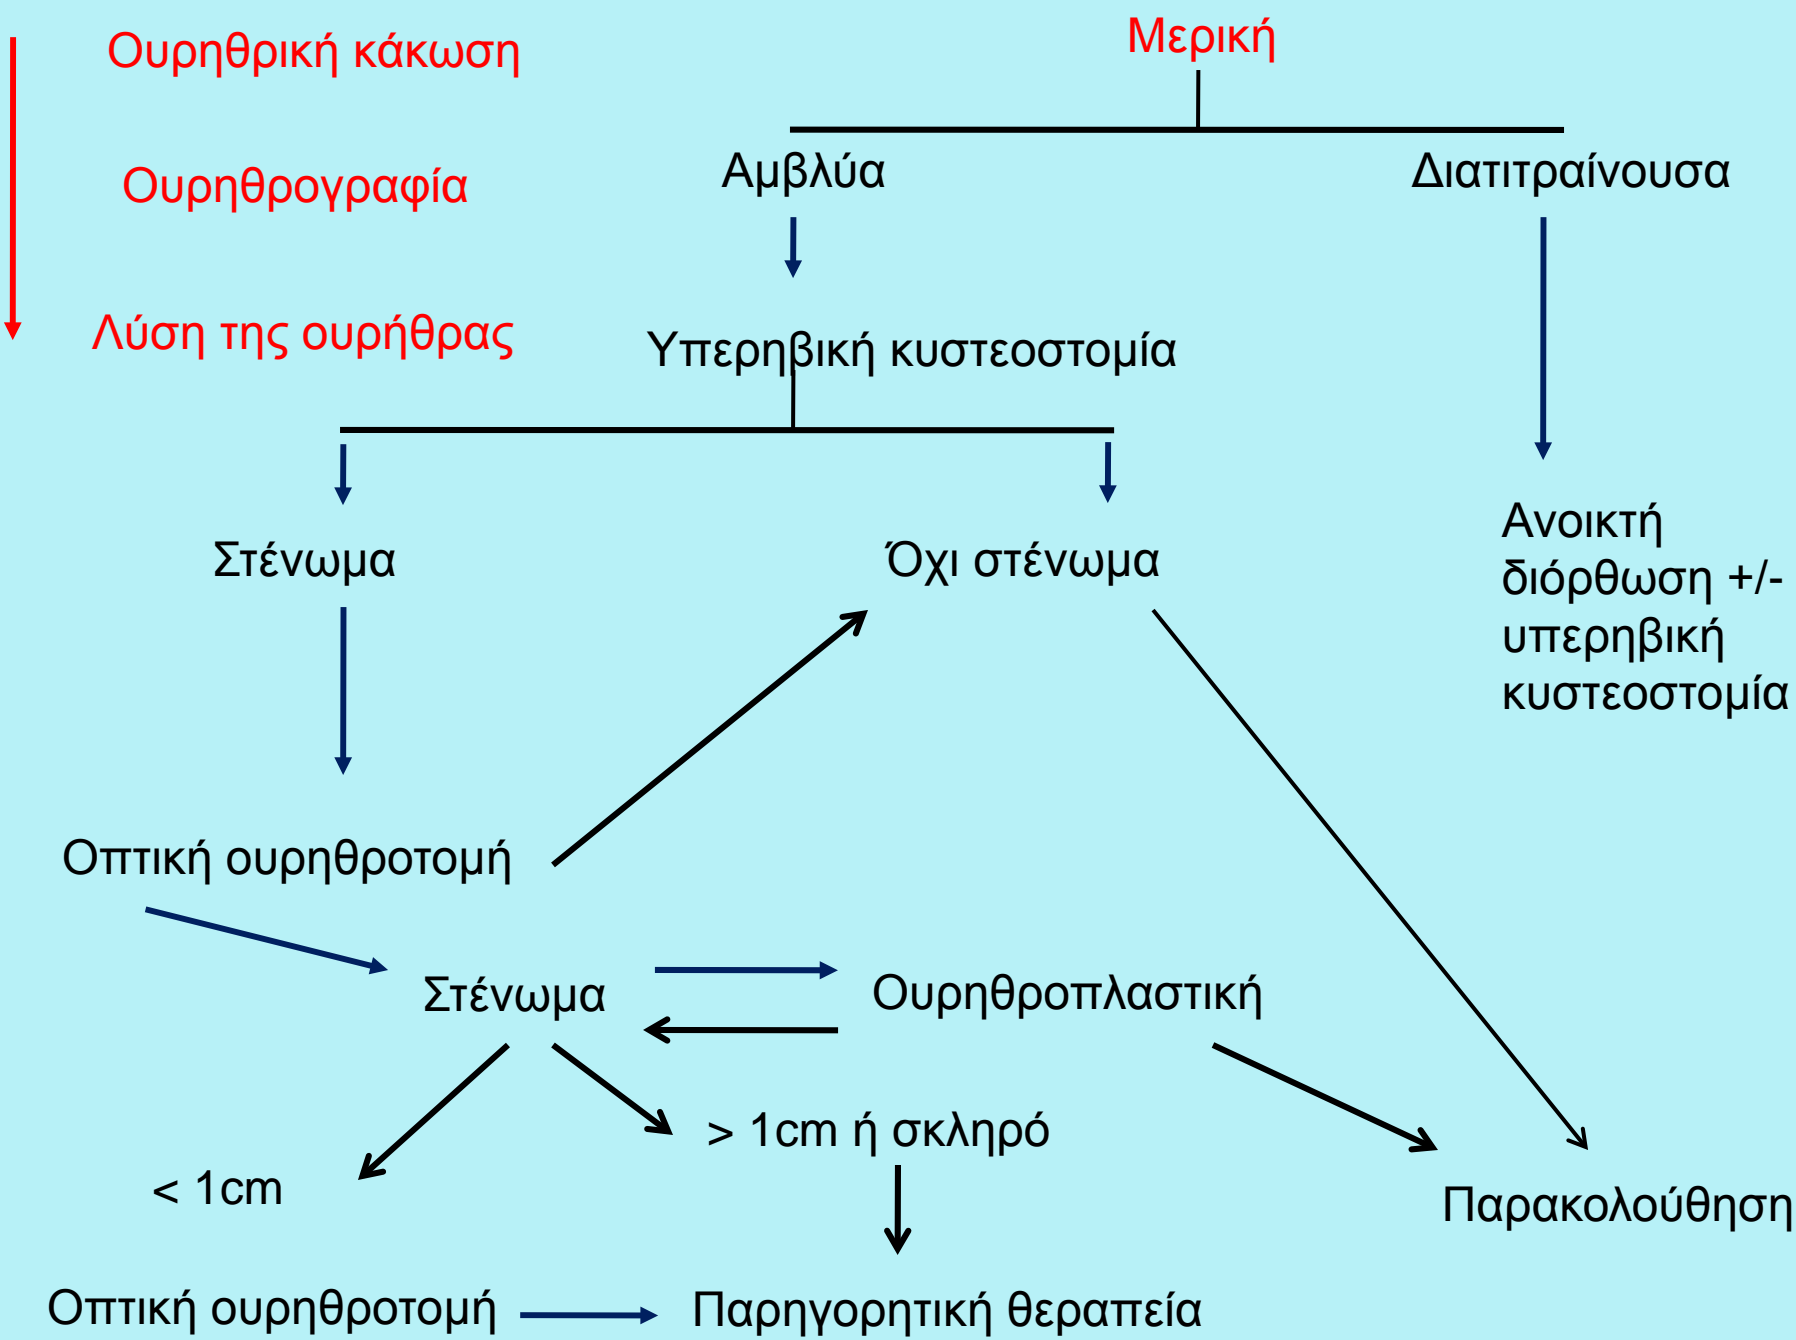 Ουρηθρική κάκωση
Ουρηθρογραφία
Λύση της ουρήθρας
Μερική
Αμβλύα
Διατιτραίνουσα
Υπερηβική κυστεοστομία
Στένωμα
Όχι στένωμα
Ανοικτή
διόρθωση +/-
υπερηβική
κυστεοστομία
Οπτική ουρηθροτομή
Στένωμα
Ουρηθροπλαστική
> 1cm ή σκληρό
< 1cm
Παρακολούθηση
Οπτική ουρηθροτομή
Παρηγορητική θεραπεία